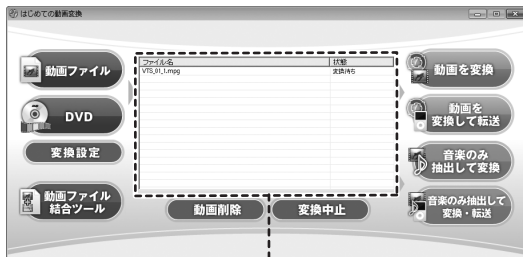 はじめての動画変換
動画ファイル
DVD
変換設定
動画ファイル
結合ツール
ファイル名
状態
VTS_01_1.mpg
変換待ち
動画削除
変換中止
動画を変換
動画を
変換して転送
音楽のみ
抽出して変換
音楽のみ抽出して
変換・転送